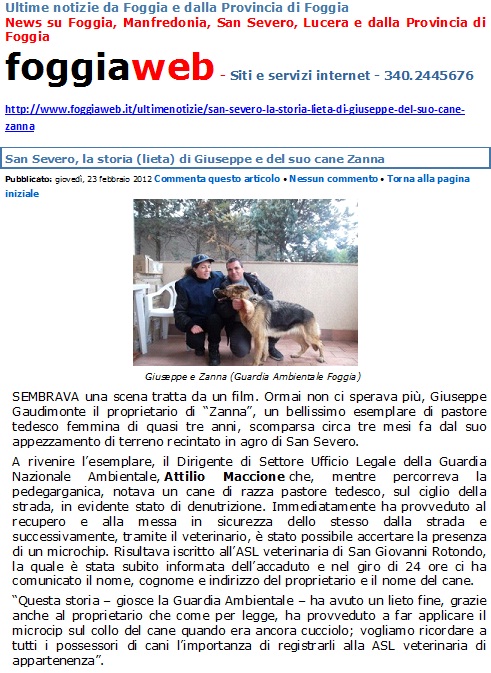 Ultime notizie da Foggia e dalla Provincia di Foggia
News su Foggia, Manfredonia, San Severo, Lucera e dalla Provincia di
Foggia
foggiaweb - Siti e servizi internet - 340.2445676
http://www.foggiaweb.it/ultimenotizie/san-severo-la-storia-lieta-di-giuseppe-del-suo-cane-
zanna
San Severo, la storia (lieta) di Giuseppe e del suo cane Zanna
Pubblicato: giovedì, 23 febbraio 2012 Commenta questo articolo • Nessun commento • Torna alla pagina
iniziale
Giuseppe e Zanna (Guardia Ambientale Foggia)
SEMBRAVA una scena tratta da un film. Ormai non ci sperava più, Giuseppe
Gaudimonte il proprietario di “Zanna”, un bellissimo esemplare di pastore
tedesco femmina di quasi tre anni, scomparsa circa tre mesi fa dal suo
appezzamento di terreno recintato in agro di San Severo.
A rivenire l’esemplare, il Dirigente di Settore Ufficio Legale della Guardia
Nazionale Ambientale, Attilio Maccione che, mentre percorreva la
pedegarganica, notava un cane di razza pastore tedesco, sul ciglio della
strada, in evidente stato di denutrizione. Immediatamente ha provveduto al
recupero e alla messa in sicurezza dello stesso dalla strada e
successivamente, tramite il veterinario, è stato possibile accertare la presenza
di un microchip. Risultava iscritto all’ASL veterinaria di San Giovanni Rotondo,
la quale è stata subito informata dell’accaduto e nel giro di 24 ore ci ha
comunicato il nome, cognome e indirizzo del proprietario e il nome del cane.
“Questa storia – giosce la Guardia Ambientale – ha avuto un lieto fine, grazie
anche al proprietario che come per legge, ha provveduto a far applicare il
microcip sul collo del cane quando era ancora cucciolo; vogliamo ricordare a
tutti i possessori di cani l’importanza di registrarli alla ASL veterinaria di
appartenenza”.